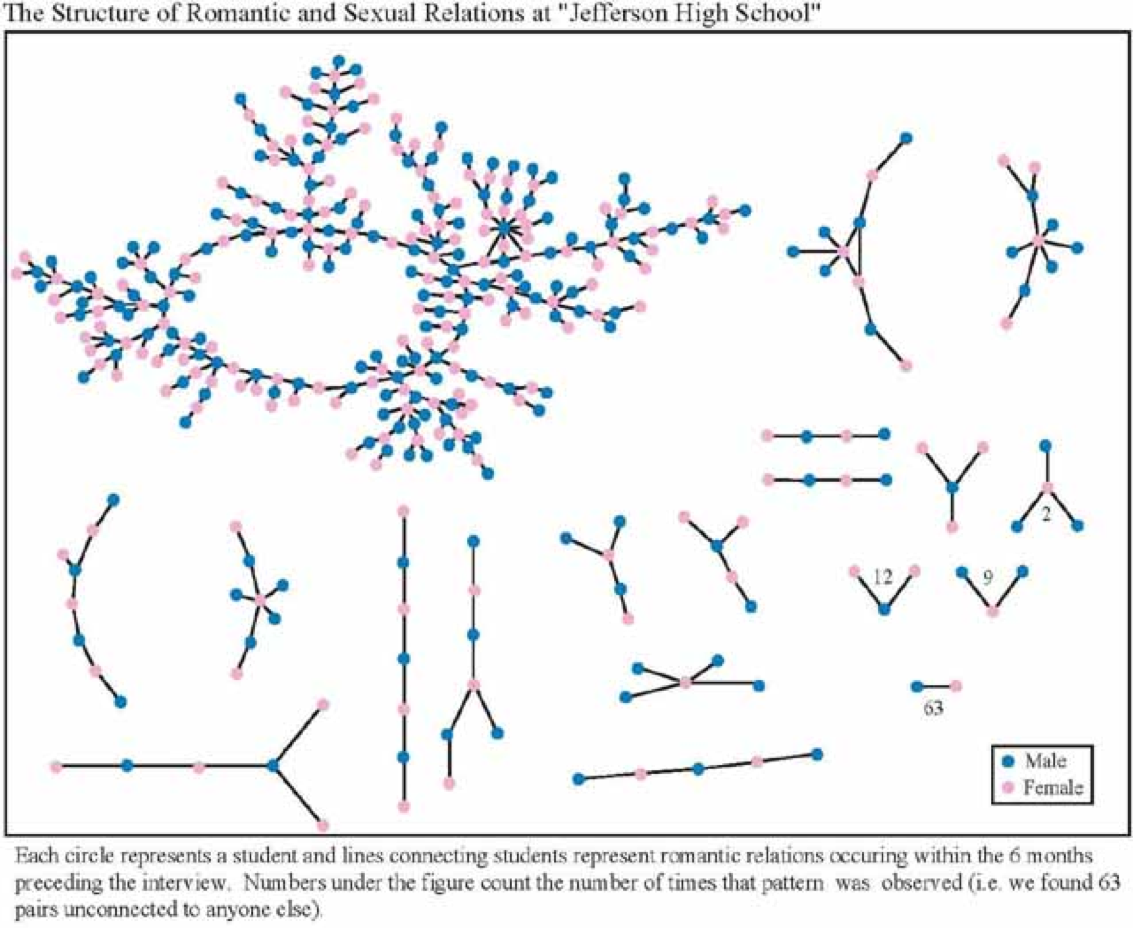 The Structure of Romantic and Sexual Relations at "Jefferson High School"
2
12
9
63
Male
Female
Each circle represents a student and lines connecting students represent romantic relations occuring within the 6 months
preceding the interview. Numbers under the figure count the number of times that pattern was observed (i.e. we found 63
pairs unconnected to anyone else).